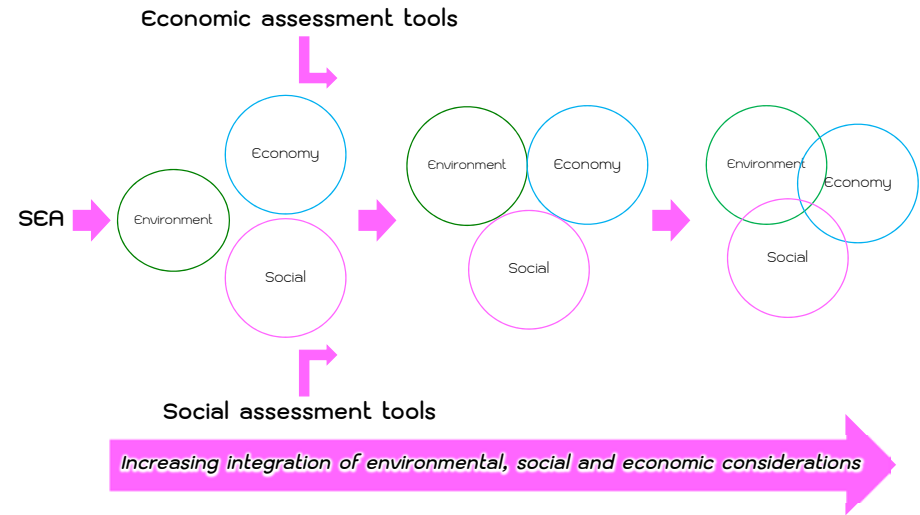 Economic assessment tools
SEA
Environment
Economy
Social
Environment
Economy
Social
Environment
Economy
Social
Social assessment tools
Increasing integration of environmental, social and economic considerations